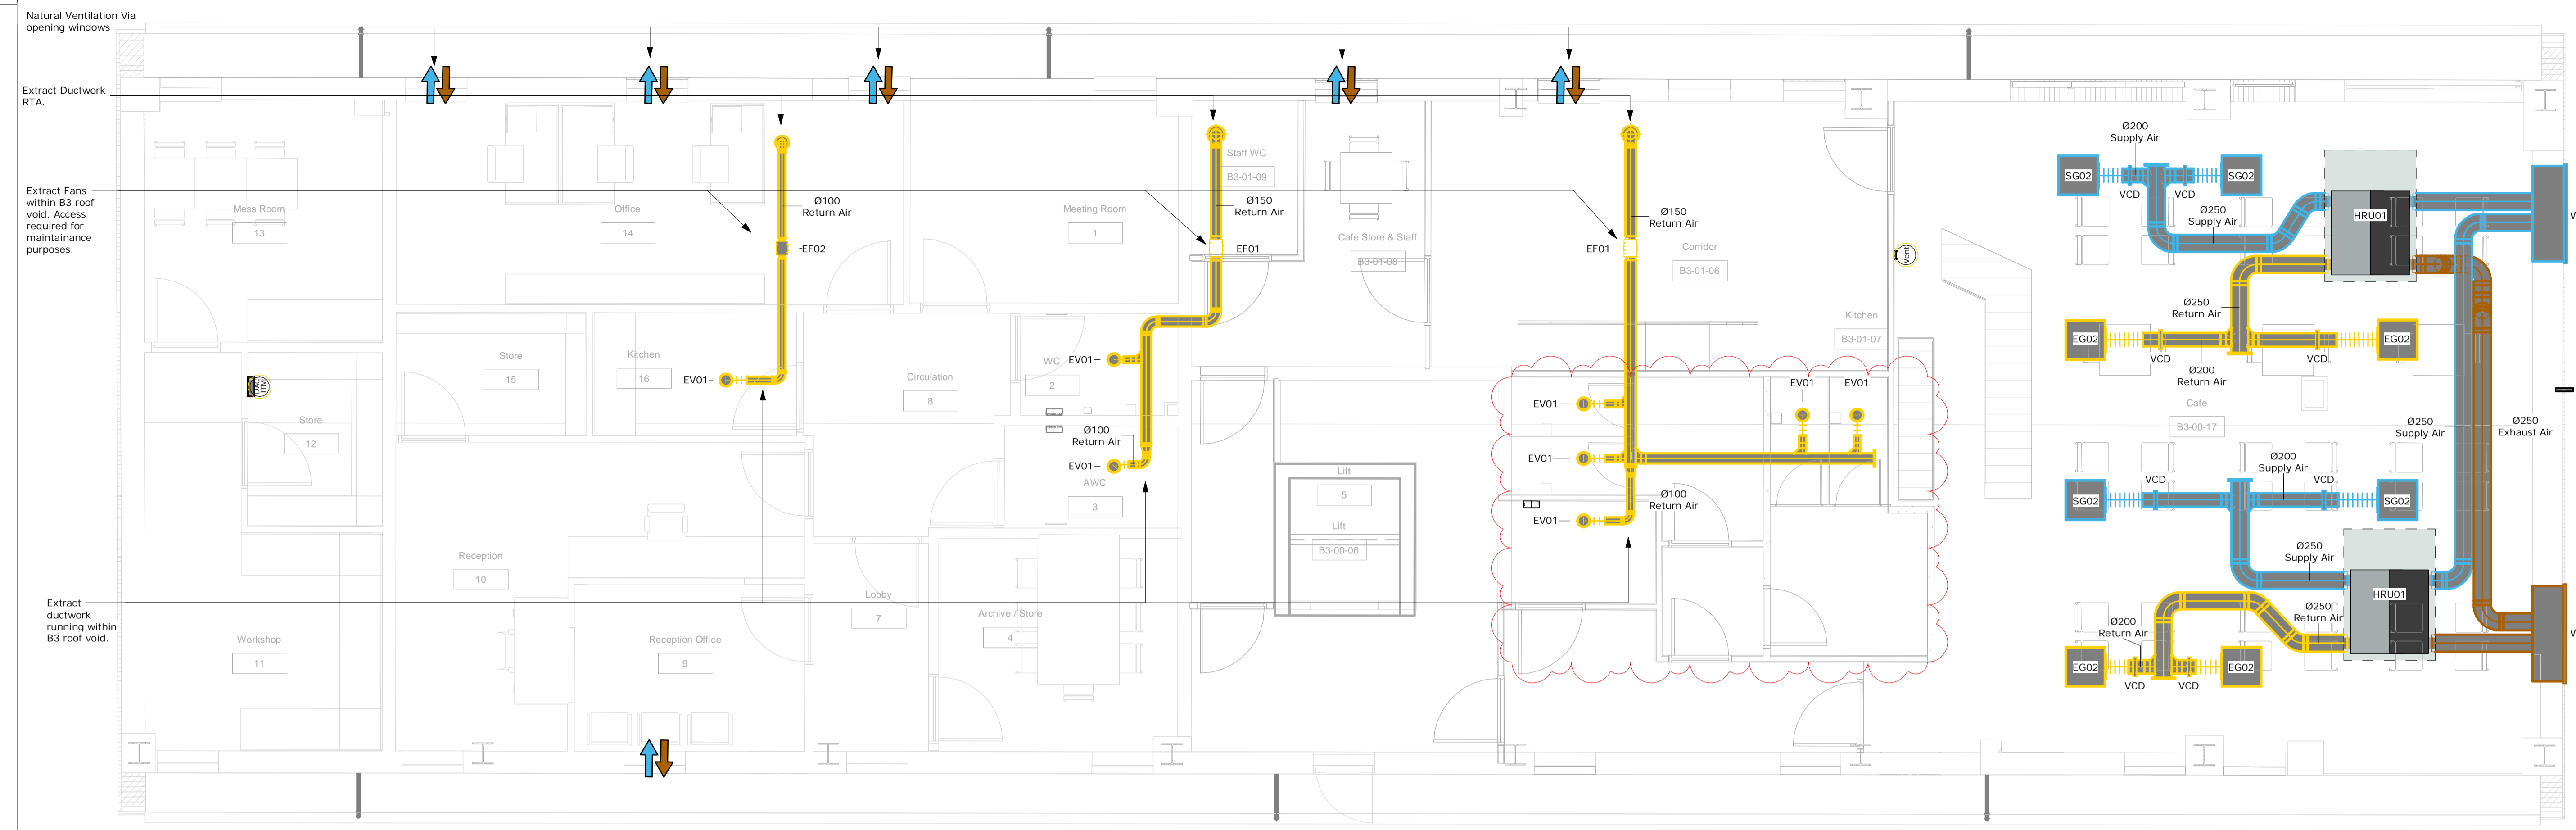 Natural Ventilation Via
opening windows
Extract Ductwork
RTA.
Extract Fans
within B3 roof
void. Access
required for
maintainance
purposes.
Extract
ductwork
running within
B3 roof void.
Mess Room
13
Office
14
Ø100
Return Air
EF02
Meeting Room
1
Staff WC
B3-01-09
Ø150
Return Air
EF01
Cafe Store & Staff
B3-01-08
Ø150
Return Air
EF01
Corridor
B3-01-06
Vent
Kitchen
B3-01-07
Store
15
Kitchen
16
EV01
Circulation
8
WC
2
EV01
Ø100
Return Air
EV01
AWC
3
Store
12
Lift
5
Lift
B3-00-06
EV01
EV01
EV01
EV01
EV01
Ø100
Return Air
Reception
10
Workshop
11
Reception Office
9
Lobby
7
Archive / Store
4
Ø200
Supply Air
SG02
SG02
VCD
VCD
Ø250
Supply Air
HRU01
W
Ø250
Return Air
EG02
EG02
VCD
VCD
Ø200
Return Air
Cafe
B3-00-17
Ø250
Supply Air
Ø250
Exhaust Air
Ø200
Supply Air
VCD
VCD
SG02
SG02
Ø250
Supply Air
HRU01
Ø250
Return Air
Ø200
Return Air
W
EG02
EG02
VCD
VCD